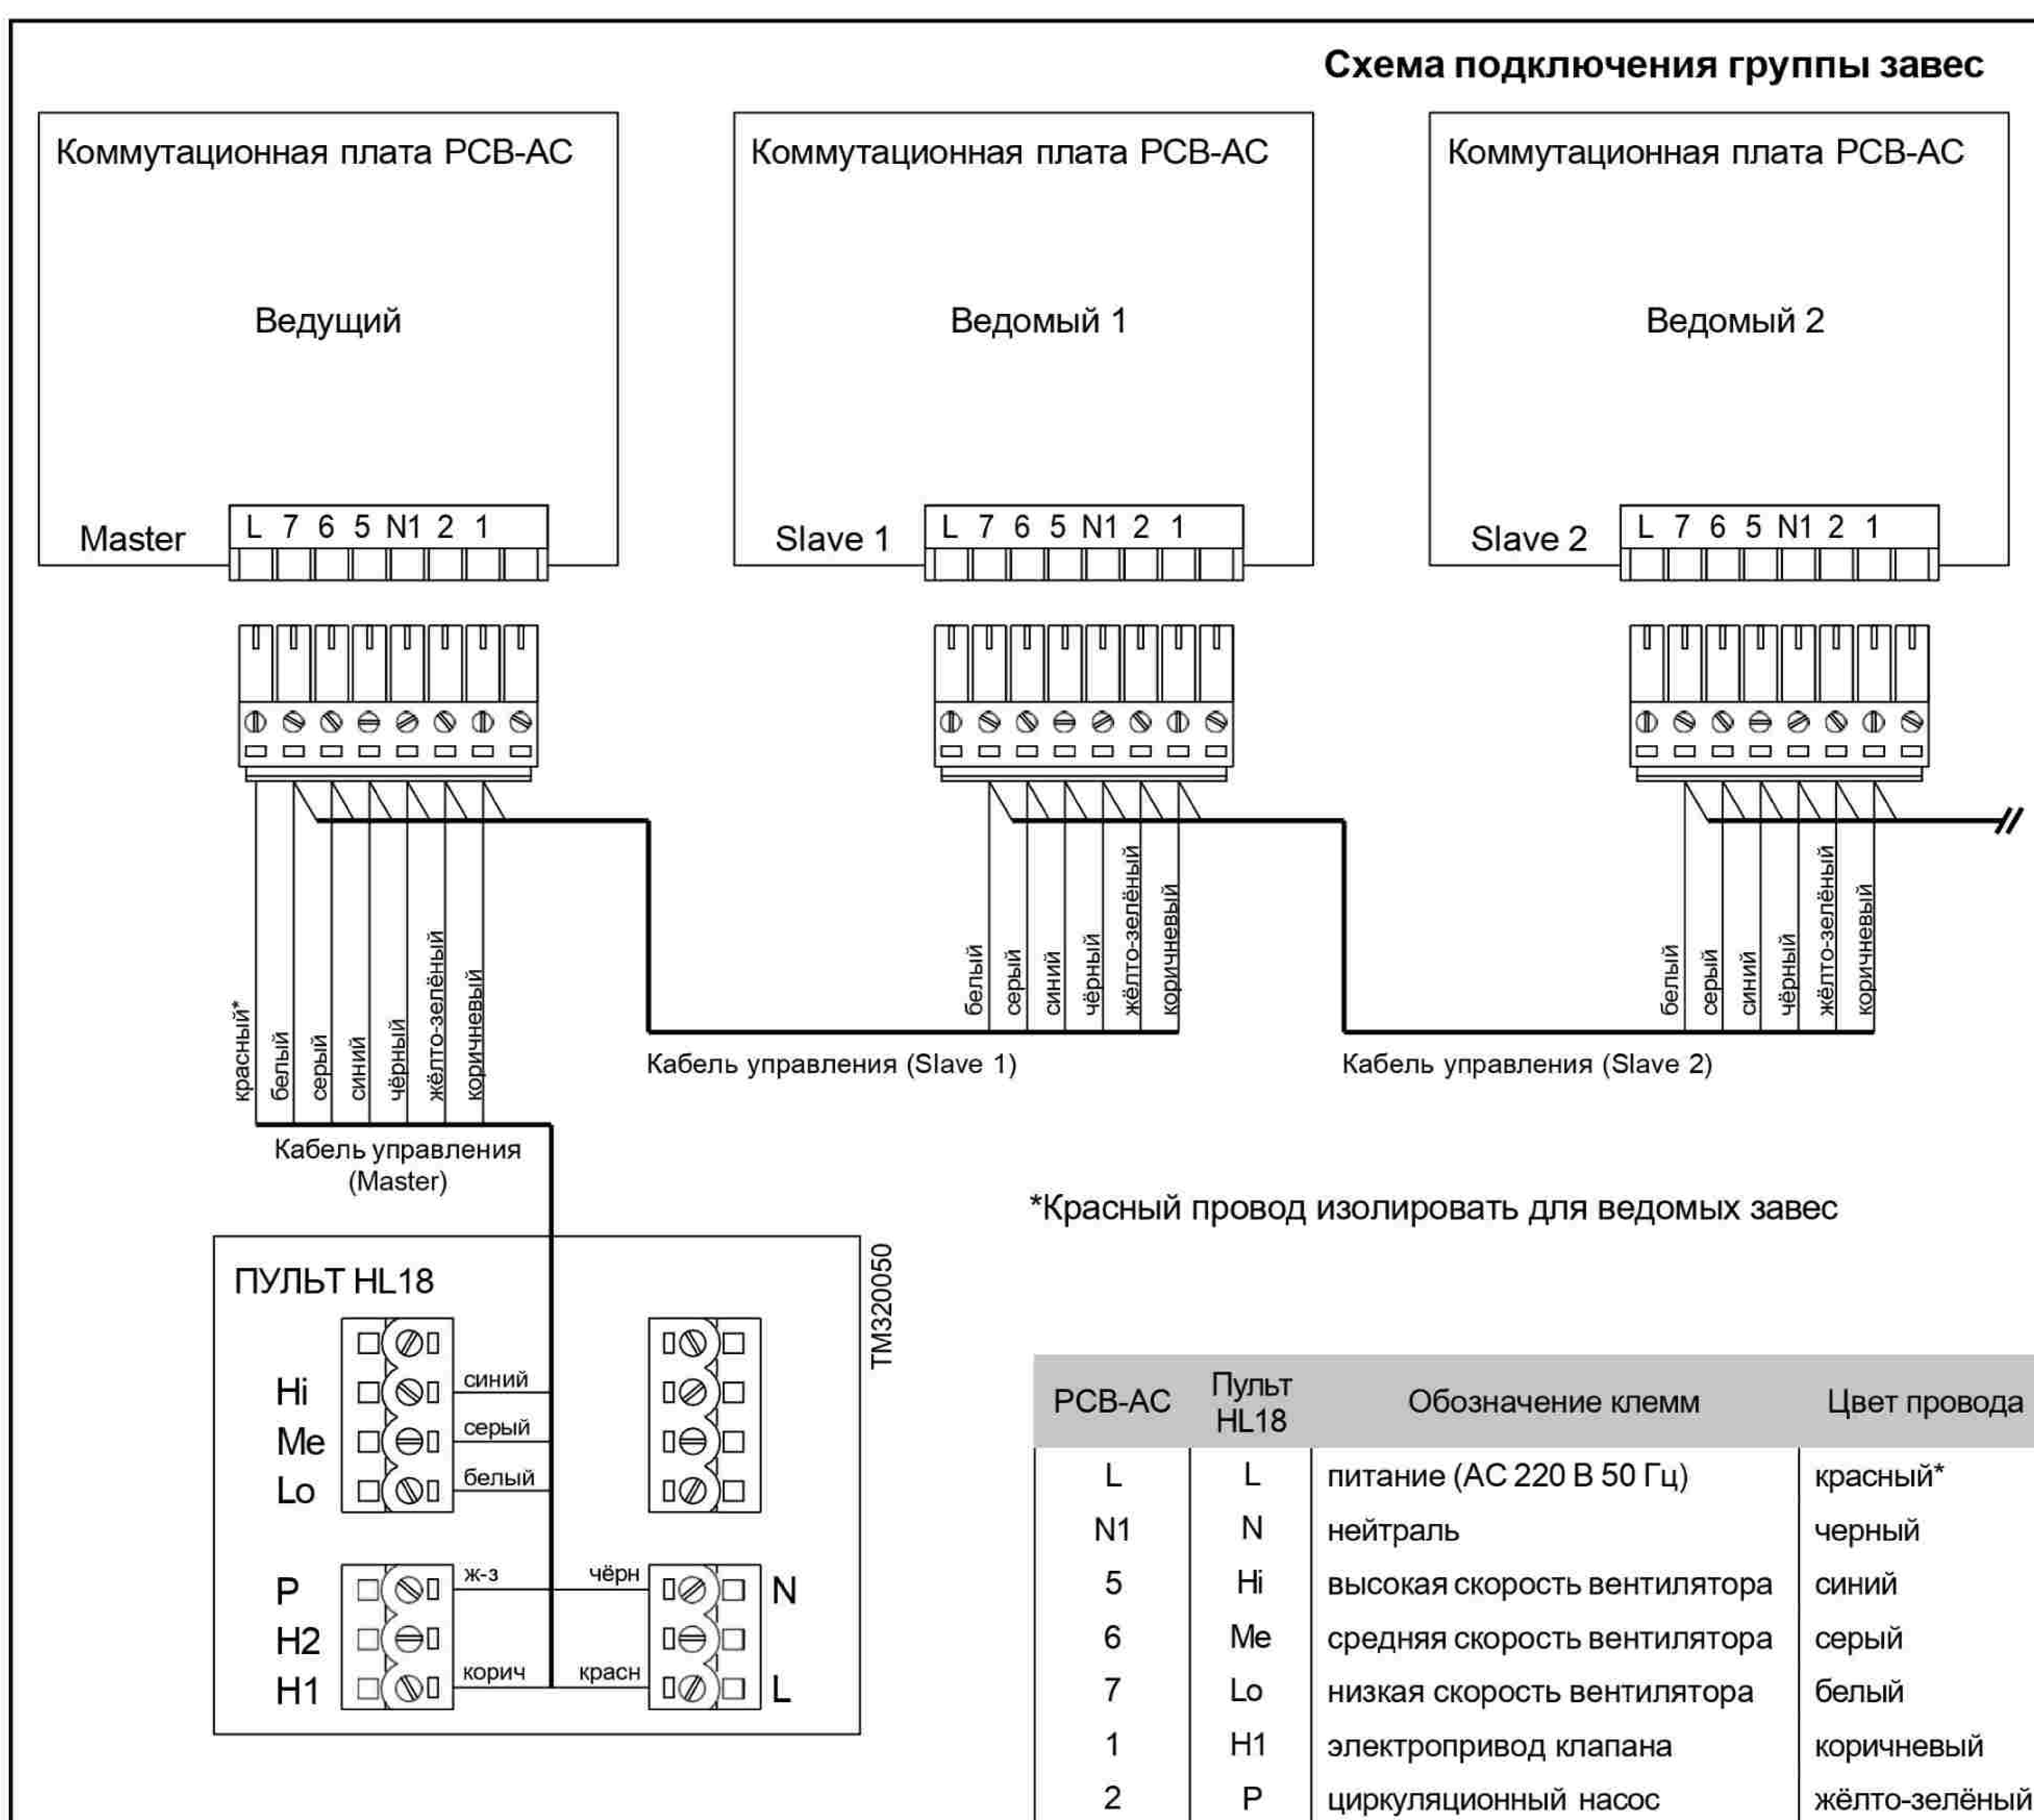 Схема подключения группы завес
Коммутационная плата PCB-AC
Ведущий
Master
L 7 6 5 N1 2 1
Коммутационная плата PCB-AC
Ведомый 1
Slave 1
L 7 6 5 N1 2 1
Коммутационная плата PCB-AC
Ведомый 2
Slave 2
L 7 6 5 N1 2 1
красный*
белый
серый
синий
чёрный
жёлто-зелёный
коричневый
белый
серый
синий
чёрный
жёлто-зелёный
коричневый
белый
серый
синий
чёрный
жёлто-зелёный
коричневый
Кабель управления (Slave 1)
Кабель управления (Slave 2)
Кабель управления
(Master)
*Красный провод изолировать для ведомых завес
ПУЛЬТ HL18
TM320050
Hi синий
Me серый
Lo белый
P ж-з чёрн N
H2
H1 корич красн L
PCB-AC Пульт HL18 Обозначение клемм Цвет провода
L L питание (AC 220 В 50 Гц) красный*
N1 N нейтраль черный
5 Hi высокая скорость вентилятора синий
6 Me средняя скорость вентилятора серый
7 Lo низкая скорость вентилятора белый
1 H1 электропривод клапана коричневый
2 P циркуляционный насос жёлто-зелёный